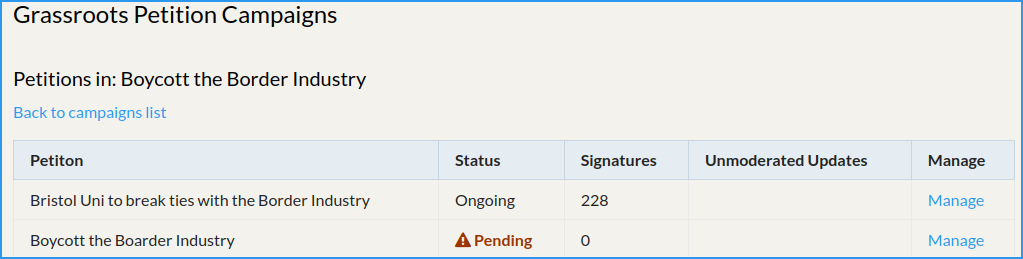 Grassroots Petition Campaigns
Petitions in: Boycott the Border Industry
Back to campaigns list
Petiton Status Signatures Unmoderated Updates Manage
Bristol Uni to break ties with the Border Industry Ongoing 228 Manage
Boycott the Boarder Industry Pending 0 Manage